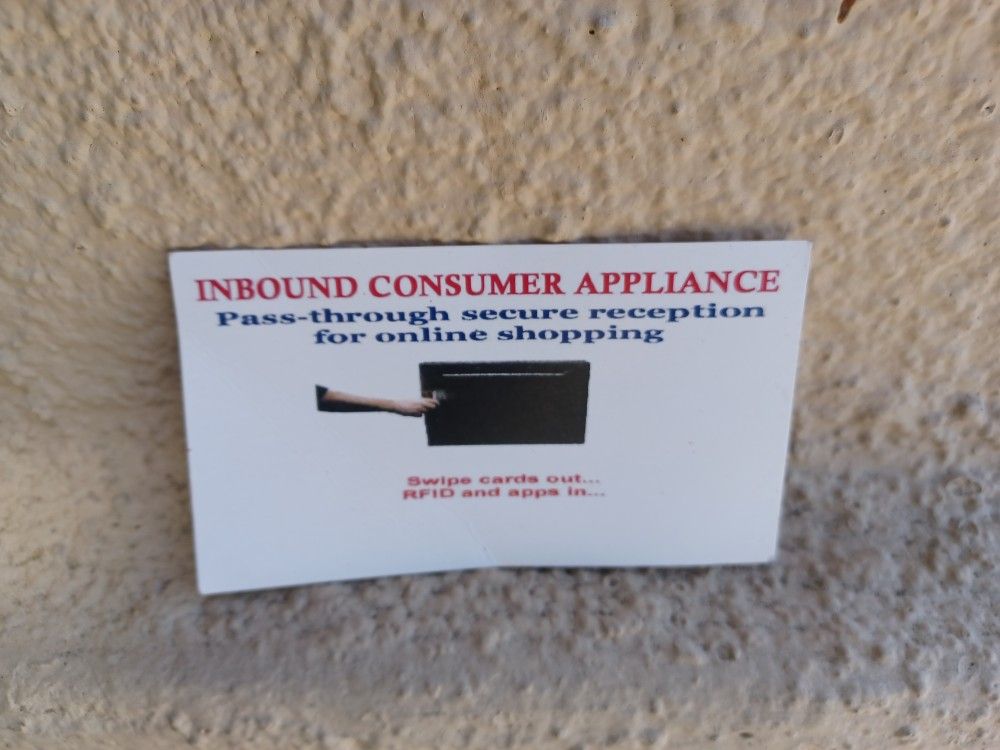 INBOUND CONSUMER APPLIANCE
Pass-through secure reception
for online shopping
Swipe cards out...
RFID and apps in...